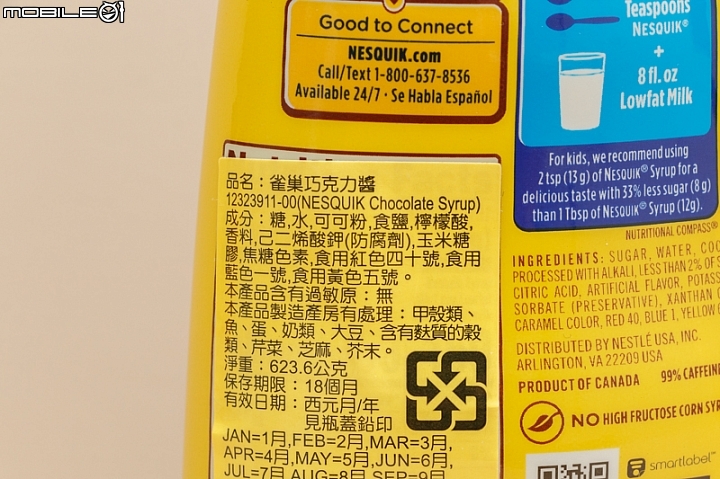 MOBILE01
Good to Connect
NESQUIK.com
Call/Text 1-800-637-8536
Available 24/7 · Se Habla Español
Teaspoons
NESQUIK®
+
8 fl. oz
Lowfat Milk
For kids, we recommend using
2 tsp (13 g) of NESQUIK® Syrup for a
delicious taste with 33% less sugar (8 g)
than 1 Tbsp of NESQUIK® Syrup (12g).
NUTRITIONAL COMPASS®
品名：雀巢巧克力醬
12323911-00(NESQUIK Chocolate Syrup)
成分：糖,水,可可粉,食鹽,檸檬酸,
香料,己二烯酸鉀(防腐劑),玉米糖
膠,焦糖色素,食用紅色四十號,食用
藍色一號,食用黃色五號。
本產品含有過敏原：無
本產品製造產房有處理：甲殼類、
魚、蛋、奶類、大豆、含有麩質的穀
類、芹菜、芝麻、芥末。
淨重：623.6公克
保存期限：18個月
有效日期：西元月/年
見瓶蓋鉛印
JAN=1月,FEB=2月,MAR=3月,
APR=4月,MAY=5月,JUN=6月,
JUL=7月,AUG=8月,SEP=9月,
INGREDIENTS: SUGAR, WATER,
PROCESSED WITH ALKALI, LESS THAN 2% OF
CITRIC ACID, ARTIFICIAL FLAVOR,
SORBATE (PRESERVATIVE), XANTHAN
CARAMEL COLOR, RED 40, BLUE 1, YELLOW
DISTRIBUTED BY NESTLÉ USA, INC.
ARLINGTON, VA 22209 USA
PRODUCT OF CANADA 99% CAFFEINE
NO HIGH FRUCTOSE CORN
smartlabel™